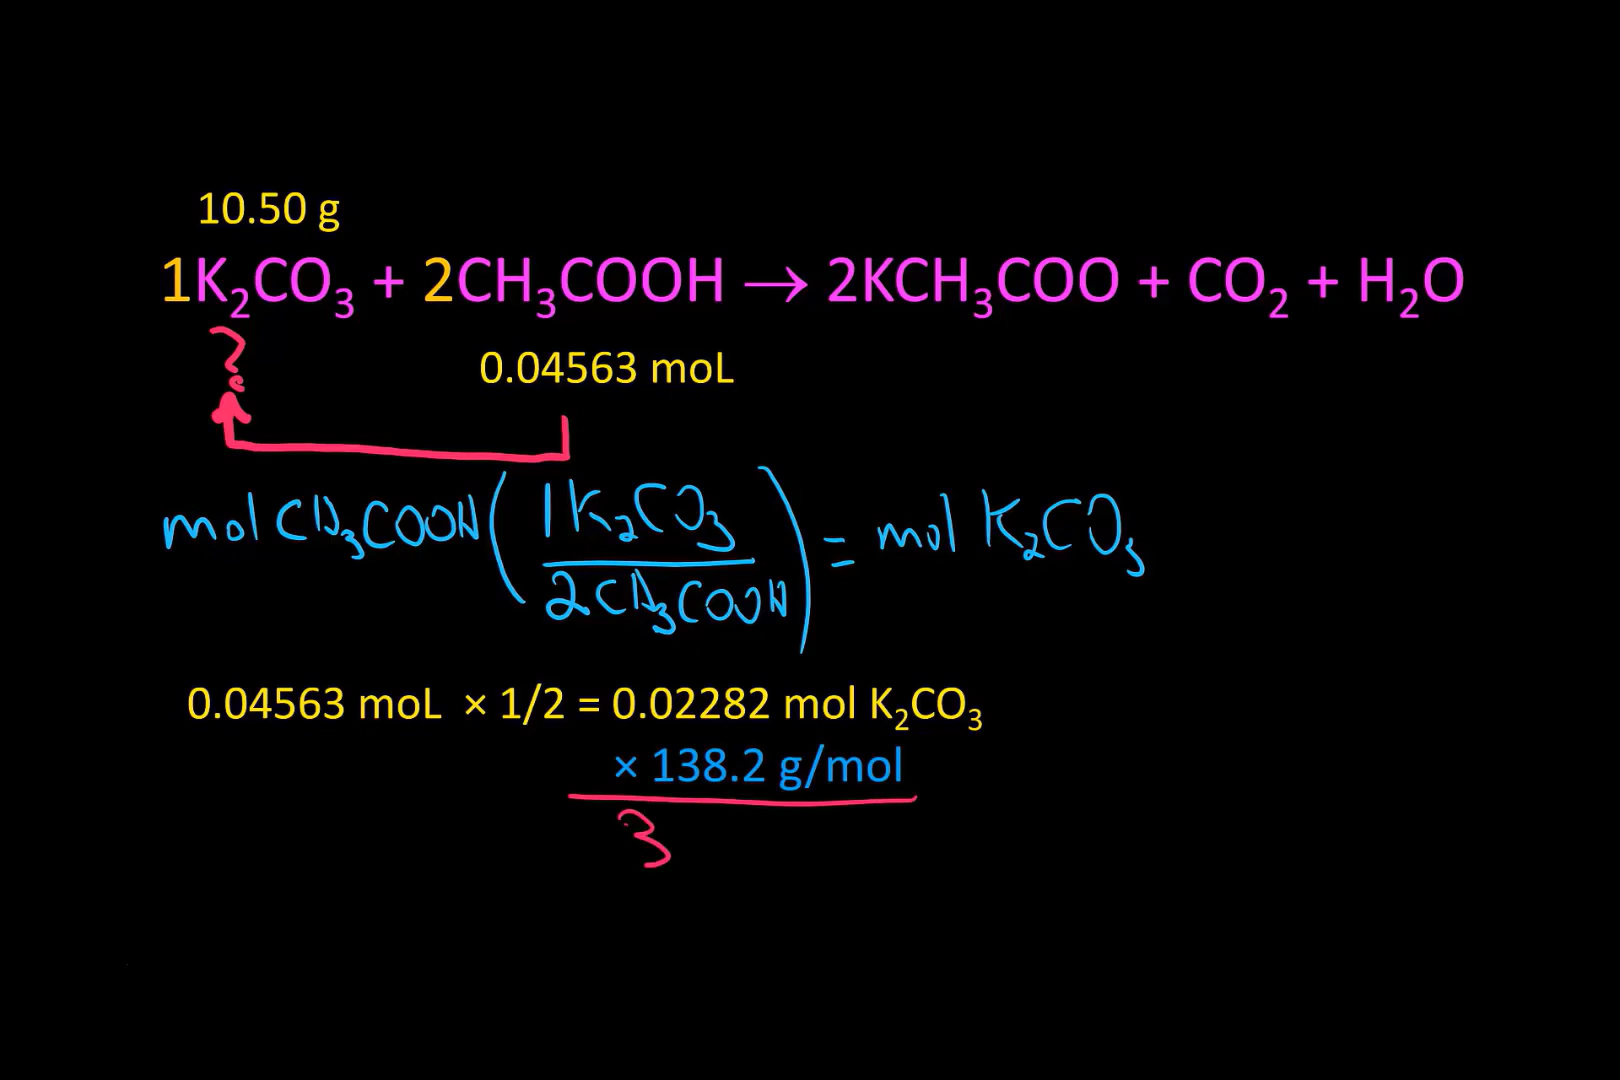 10.50 g
1K₂CO₃ + 2CH₃COOH → 2KCH₃COO + CO₂ + H₂O
?
0.04563 moL
mol CH₃COOH ( 1K₂CO₃ / 2CH₃COOH ) = mol K₂CO₃
0.04563 moL × 1/2 = 0.02282 mol K₂CO₃
× 138.2 g/mol
3